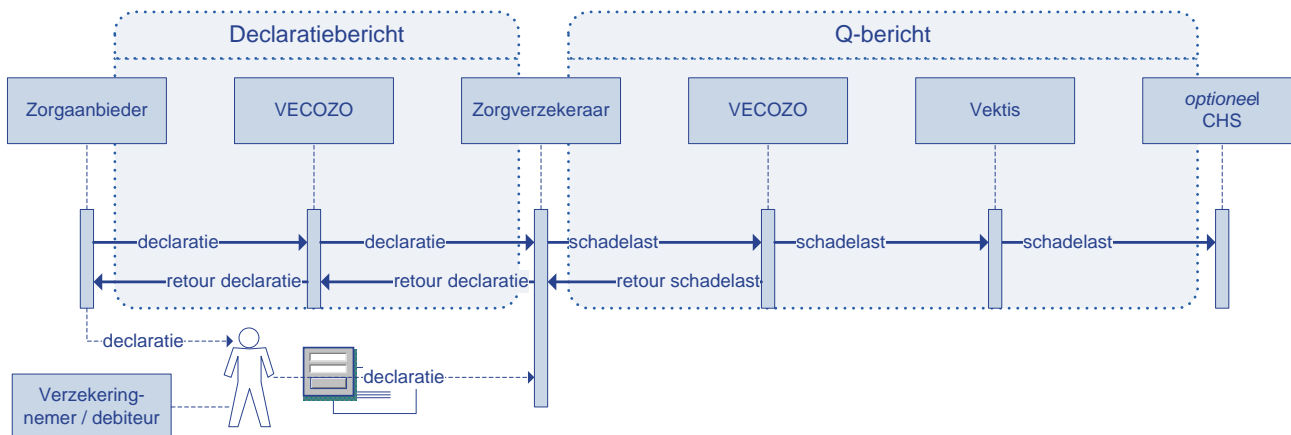 Declaratiebericht
Q-bericht
Zorgaanbieder
VECOZO
Zorgverzekeraar
VECOZO
Vektis
optioneel
CHS
declaratie
declaratie
schadelast
schadelast
schadelast
retour declaratie
retour declaratie
retour schadelast
declaratie
declaratie
Verzekering-
nemer / debiteur